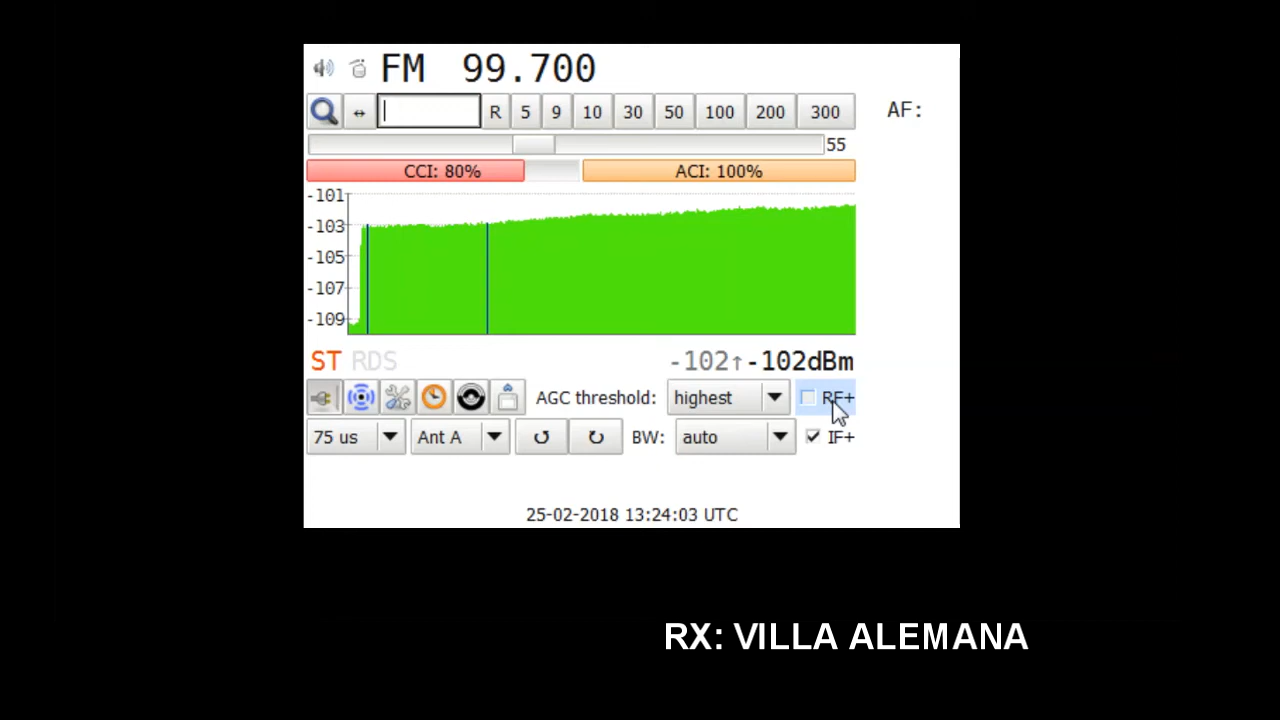 FM 99.700
R 5 9 10 30 50 100 200 300 AF:
55
CCI: 80% ACI: 100%
-101
-103
-105
-107
-109
ST RDS -102↑-102dBm
AGC threshold: highest RF+
75 us Ant A ↺ ↻ BW: auto IF+
25-02-2018 13:24:03 UTC
RX: VILLA ALEMANA